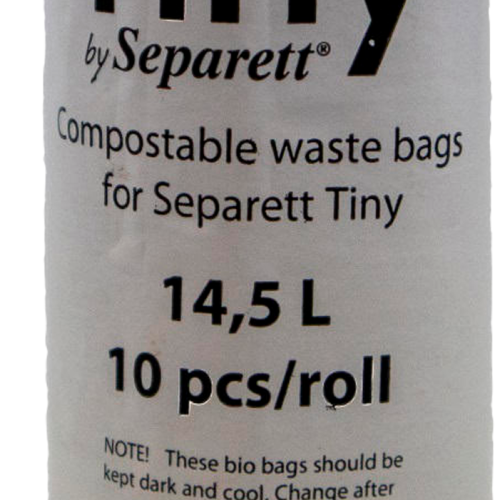 Tiny
by Separett®
Compostable waste bags
for Separett Tiny
14,5 L
10 pcs/roll
NOTE! These bio bags should be
kept dark and cool. Change after